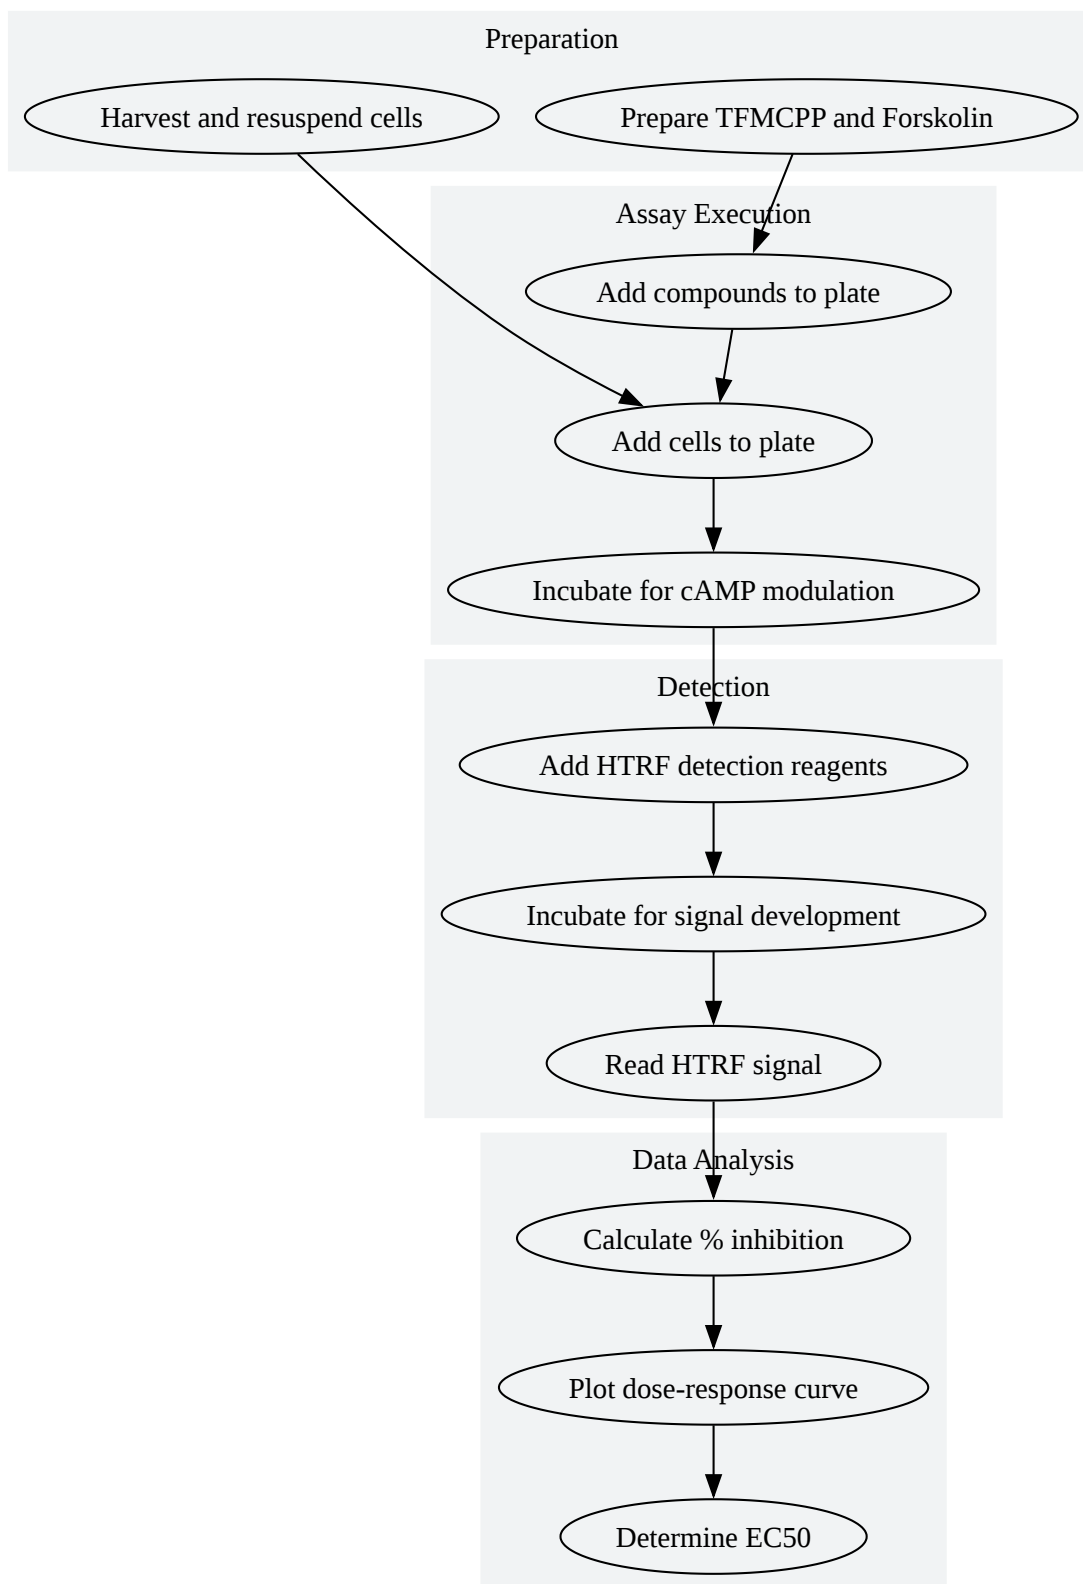 Preparation
Harvest and resuspend cells
Prepare TFMCPP and Forskolin
Assay Execution
Add compounds to plate
Add cells to plate
Incubate for cAMP modulation
Detection
Add HTRF detection reagents
Incubate for signal development
Read HTRF signal
Data Analysis
Calculate % inhibition
Plot dose-response curve
Determine EC50